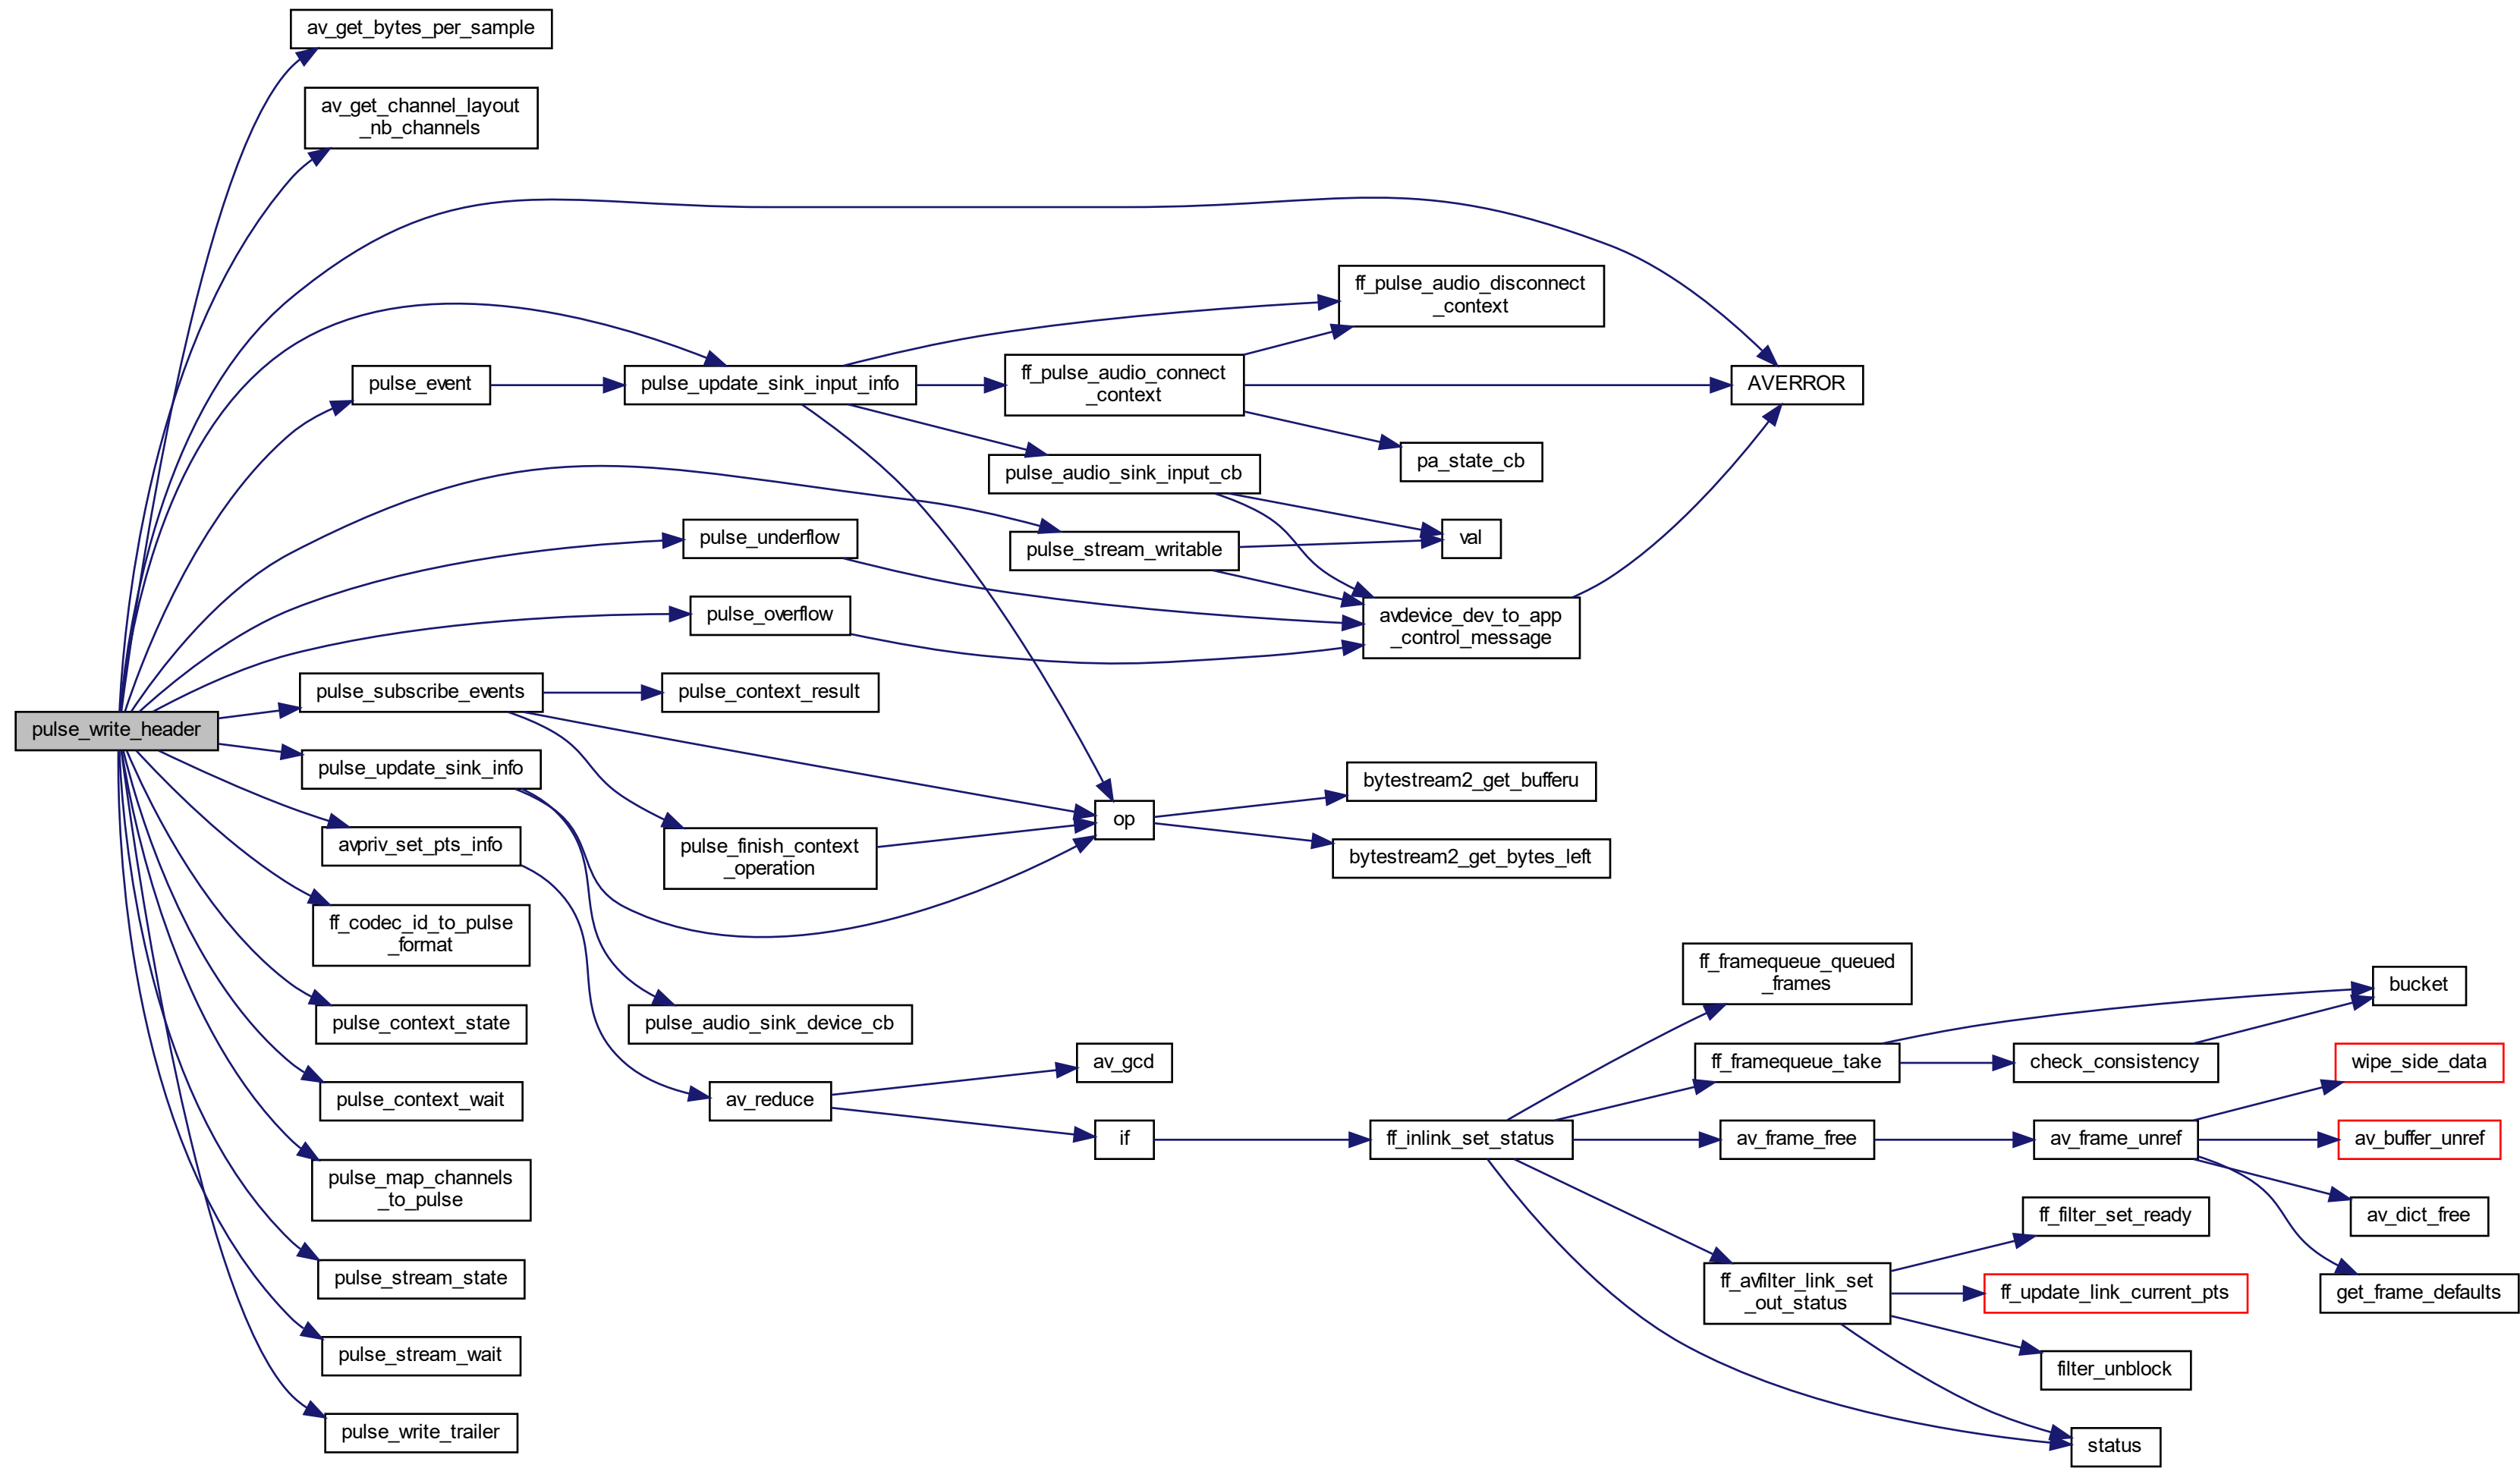 av_get_bytes_per_sample
av_get_channel_layout
_nb_channels
ff_pulse_audio_disconnect
_context
pulse_event
pulse_update_sink_input_info
ff_pulse_audio_connect
_context
AVERROR
pa_state_cb
pulse_audio_sink_input_cb
pulse_underflow
pulse_stream_writable
val
pulse_overflow
avdevice_dev_to_app
_control_message
pulse_subscribe_events
pulse_context_result
pulse_write_header
pulse_update_sink_info
bytestream2_get_bufferu
op
avpriv_set_pts_info
pulse_finish_context
_operation
bytestream2_get_bytes_left
ff_codec_id_to_pulse
_format
ff_framequeue_queued
_frames
bucket
pulse_context_state
pulse_audio_sink_device_cb
av_gcd
ff_framequeue_take
check_consistency
wipe_side_data
pulse_context_wait
av_reduce
if
ff_inlink_set_status
av_frame_free
av_frame_unref
av_buffer_unref
pulse_map_channels
_to_pulse
ff_filter_set_ready
av_dict_free
pulse_stream_state
ff_avfilter_link_set
_out_status
ff_update_link_current_pts
get_frame_defaults
pulse_stream_wait
filter_unblock
pulse_write_trailer
status